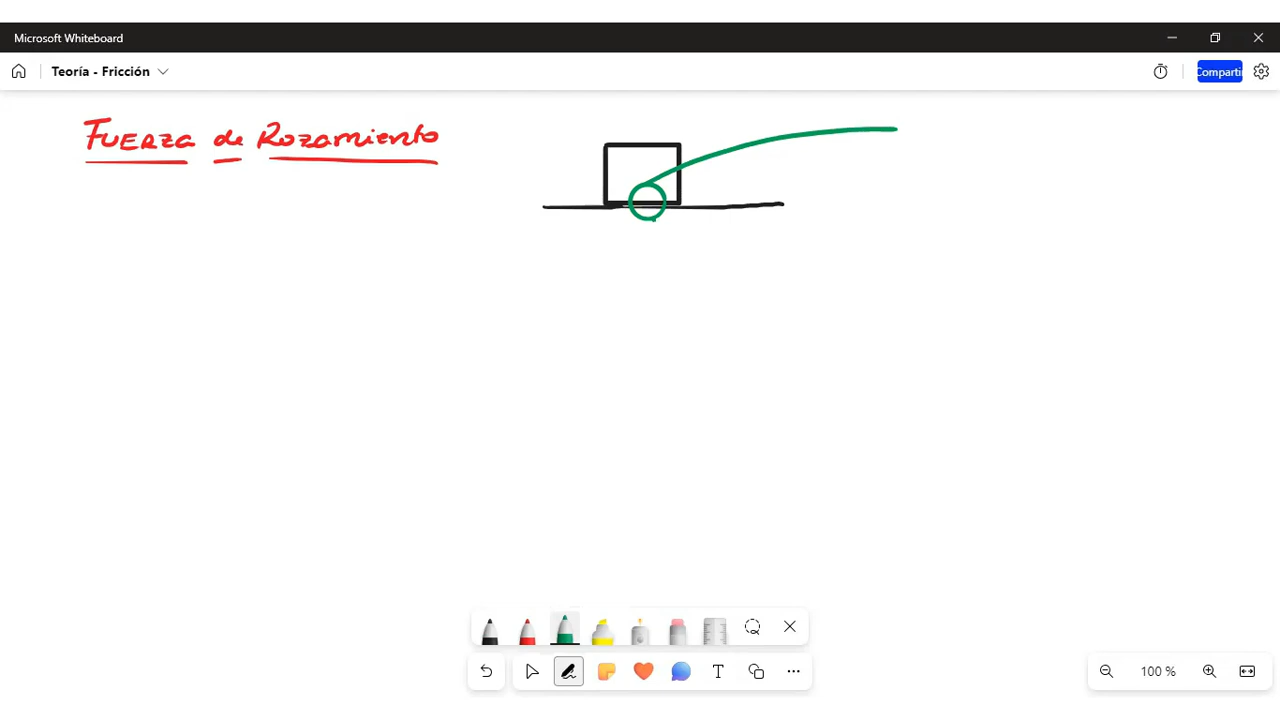 Microsoft Whiteboard
Teoría - Fricción
Comparti
Fuerza de Rozamiento
T
100 %